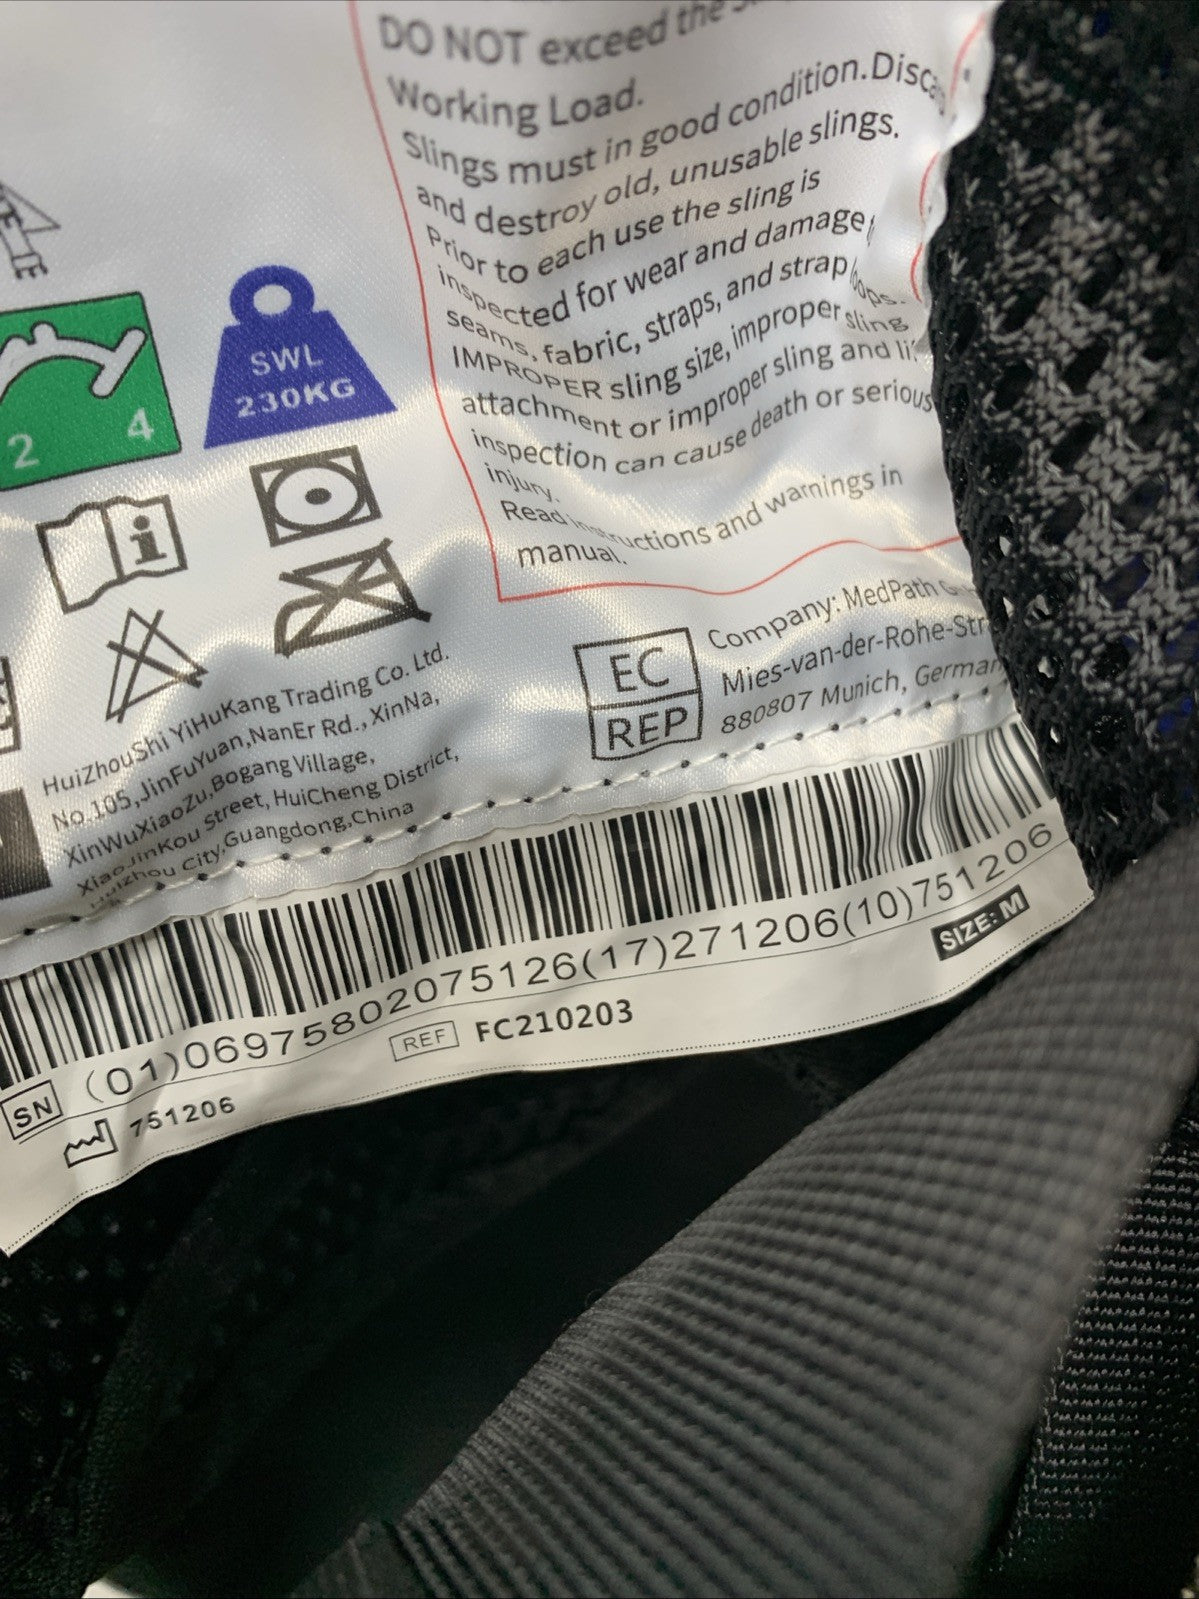 DO NOT exceed the
Working Load.
Slings must in good condition.
and destroy old, unusable slings.
Prior to each use the sling is
inspected for wear and damage,
seams, fabric, straps, and strap loops.
IMPROPER sling size, improper sling
attachment or improper sling and
inspection can cause death or serious
injury.
Read instructions and warnings in
manual.
2 4
SWL
230KG
i
HuiZhouShi YiHuKang Trading Co. Ltd.
No.105,JinFuYuan,NanEr Rd., XinNa,
XinWuXiaoZu,Bogang Village,
XiaoJinKou Street, HuiCheng District,
Huizhou City,Guangdong,China
EC
REP
Company: MedPath
Mies-van-der-Rohe-Str
880807 Munich, German
(01)06975802075126(17)271206(10)751206
SIZE: M
SN
REF FC210203
751206